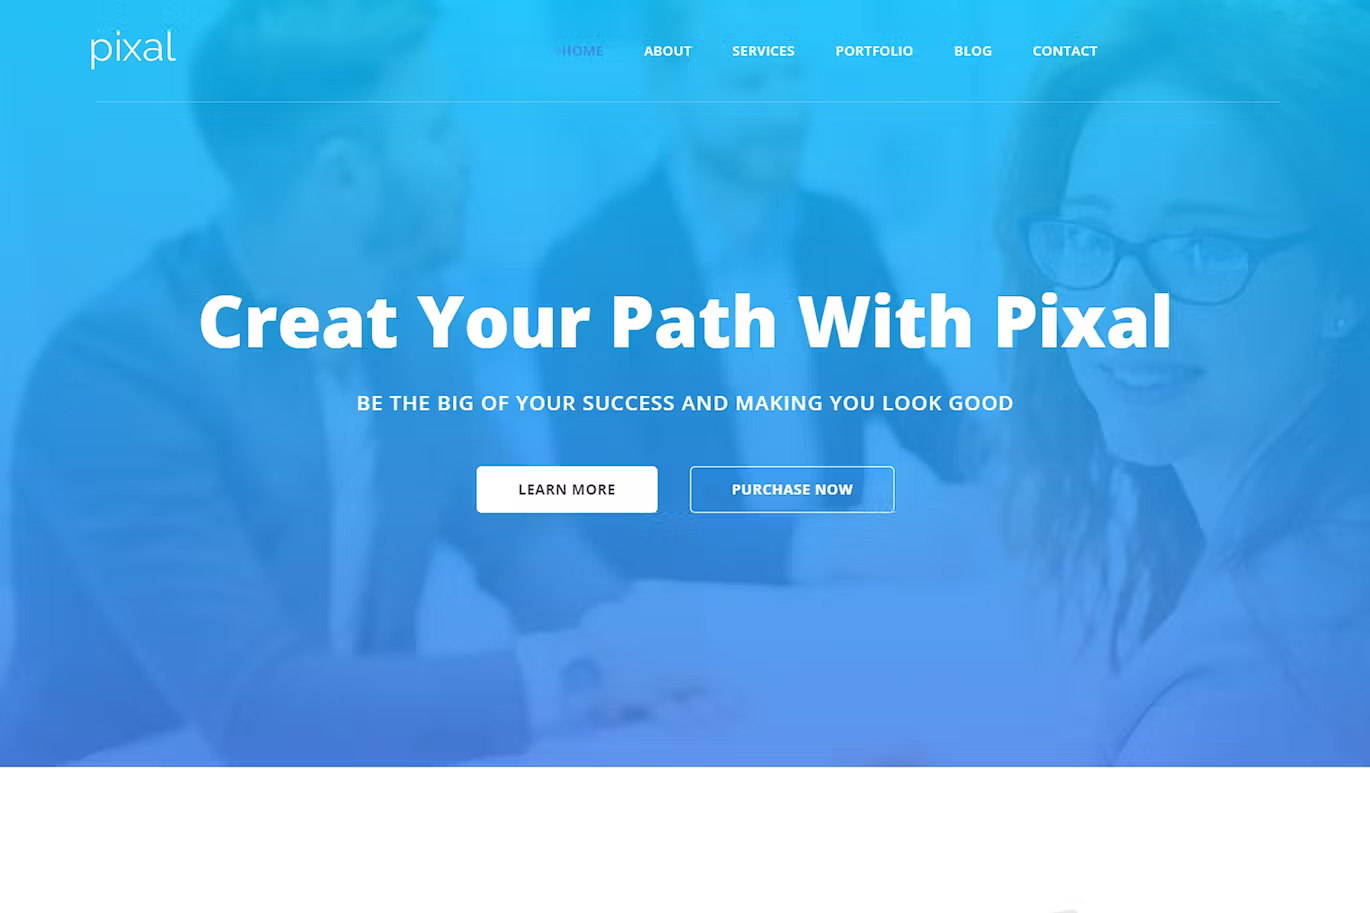 pixal
HOME ABOUT SERVICES PORTFOLIO BLOG CONTACT
Creat Your Path With Pixal
BE THE BIG OF YOUR SUCCESS AND MAKING YOU LOOK GOOD
LEARN MORE PURCHASE NOW